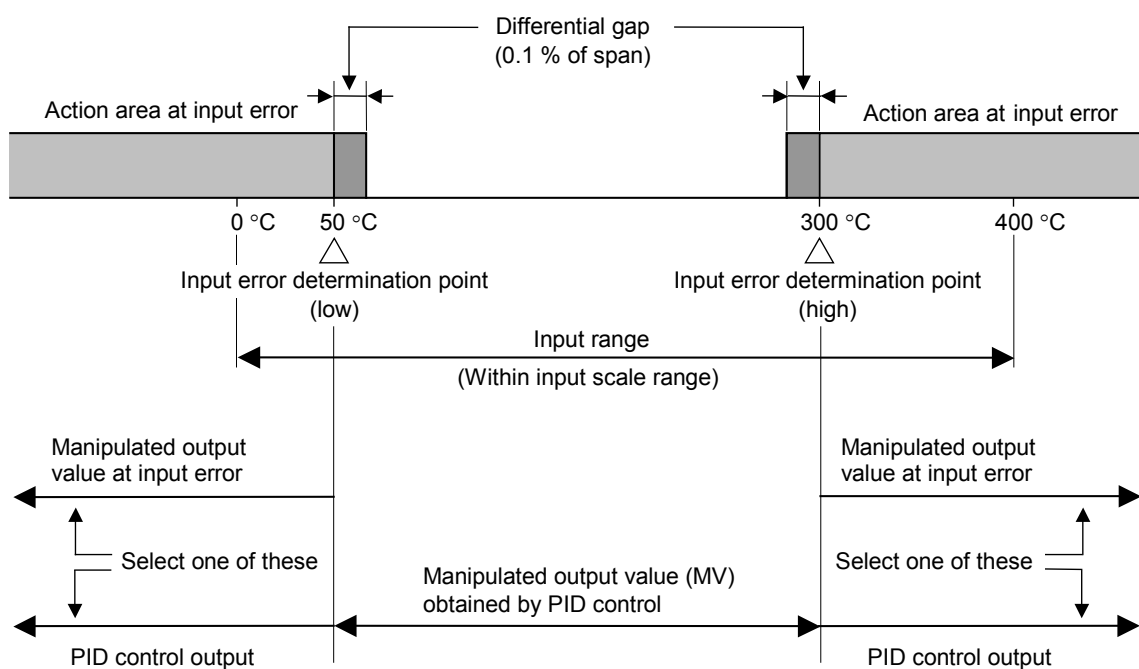 Differential gap
(0.1 % of span)
Action area at input error
Action area at input error
0 °C
50 °C
300 °C
400 °C
Input error determination point
(low)
Input error determination point
(high)
Input range
(Within input scale range)
Manipulated output
value at input error
Manipulated output
value at input error
Select one of these
Select one of these
Manipulated output value (MV)
obtained by PID control
PID control output
PID control output